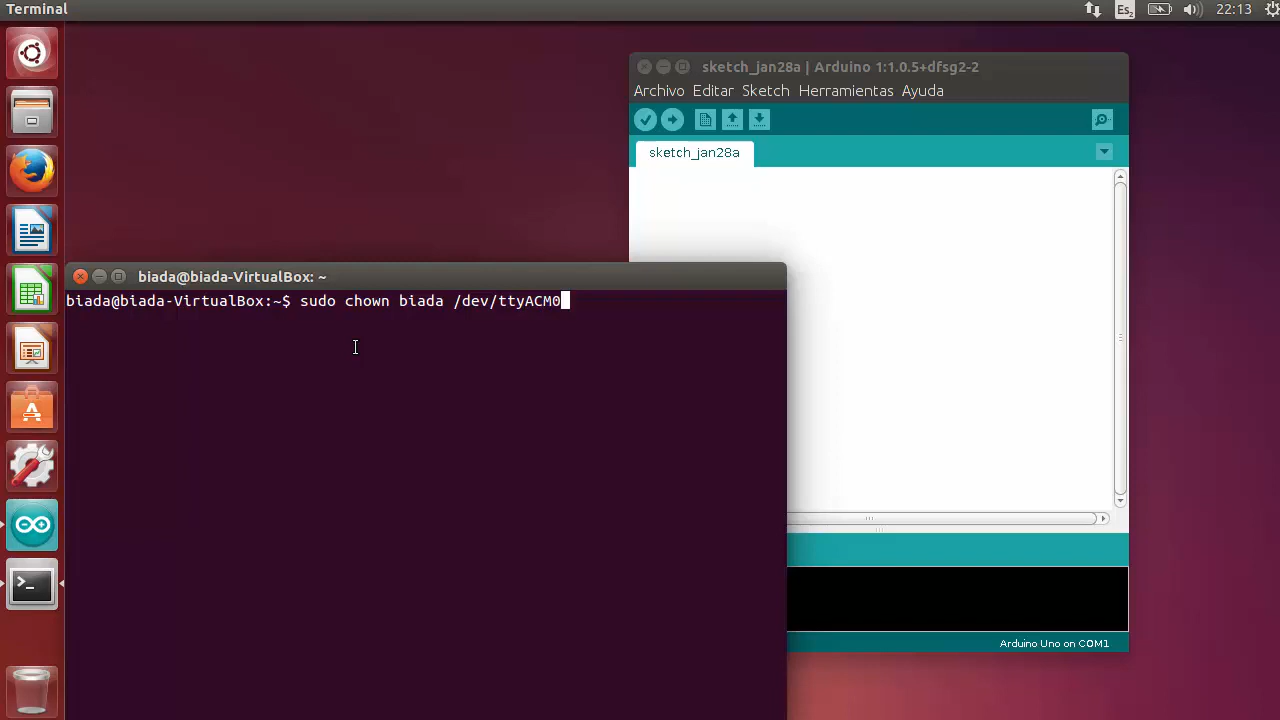 Terminal
Es2
22:13
sketch_jan28a | Arduino 1:1.0.5+dfsg2-2
Archivo Editar Sketch Herramientas Ayuda
sketch_jan28a
biada@biada-VirtualBox: ~
biada@biada-VirtualBox:~$ sudo chown biada /dev/ttyACM0
Arduino Uno on COM1